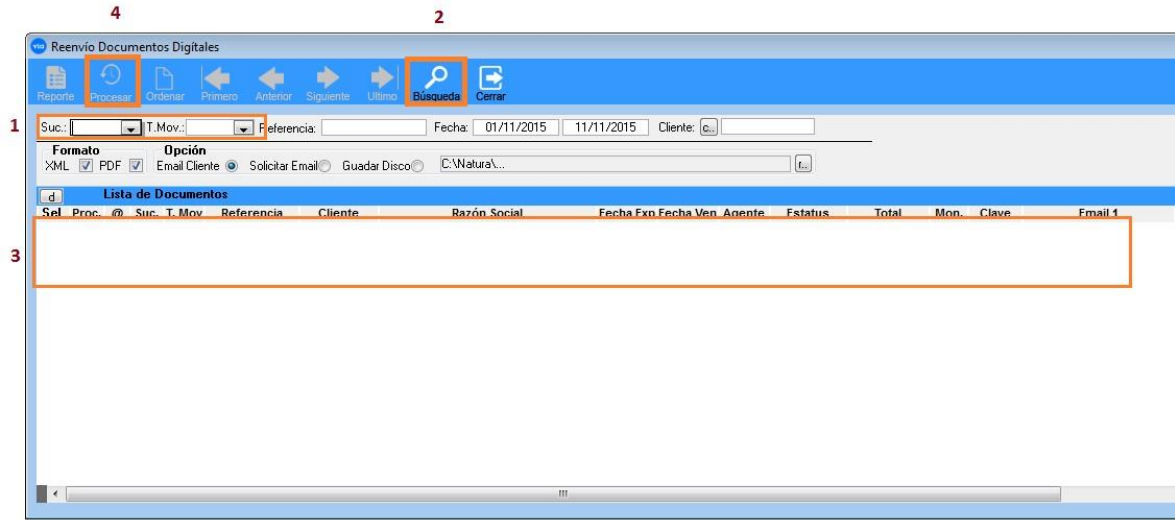 4 2
Reenvío Documentos Digítales
Reporte Procesar Ordenar Primero Anterior Siguiente Ultimo Búsqueda Cerrar
1 Suc.: T.Mov.: Referencia: Fecha: 01/11/2015 11/11/2015 Cliente: c..
Formato Opción
XML PDF Email Cliente Solicitar Email Guadar Disco C:\Natura\... r..
d Lista de Documentos
Sel Proc. @ Suc. T. Mov Referencia Cliente Razón Social Fecha Exp Fecha Ven Agente Estatus Total Mon. Clave Email 1
3